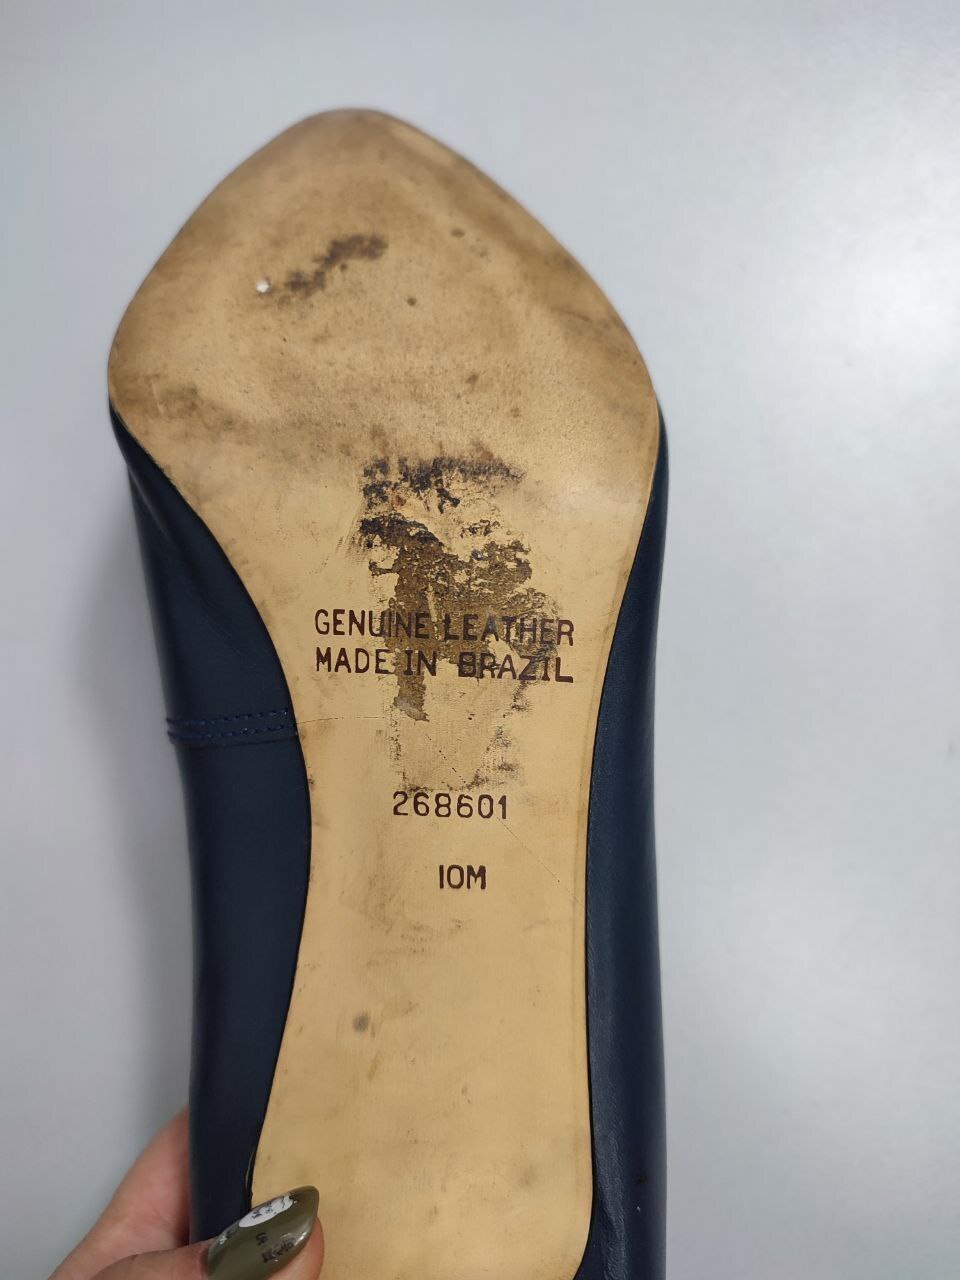 GENUINE LEATHER
MADE IN BRAZIL
268601
10M